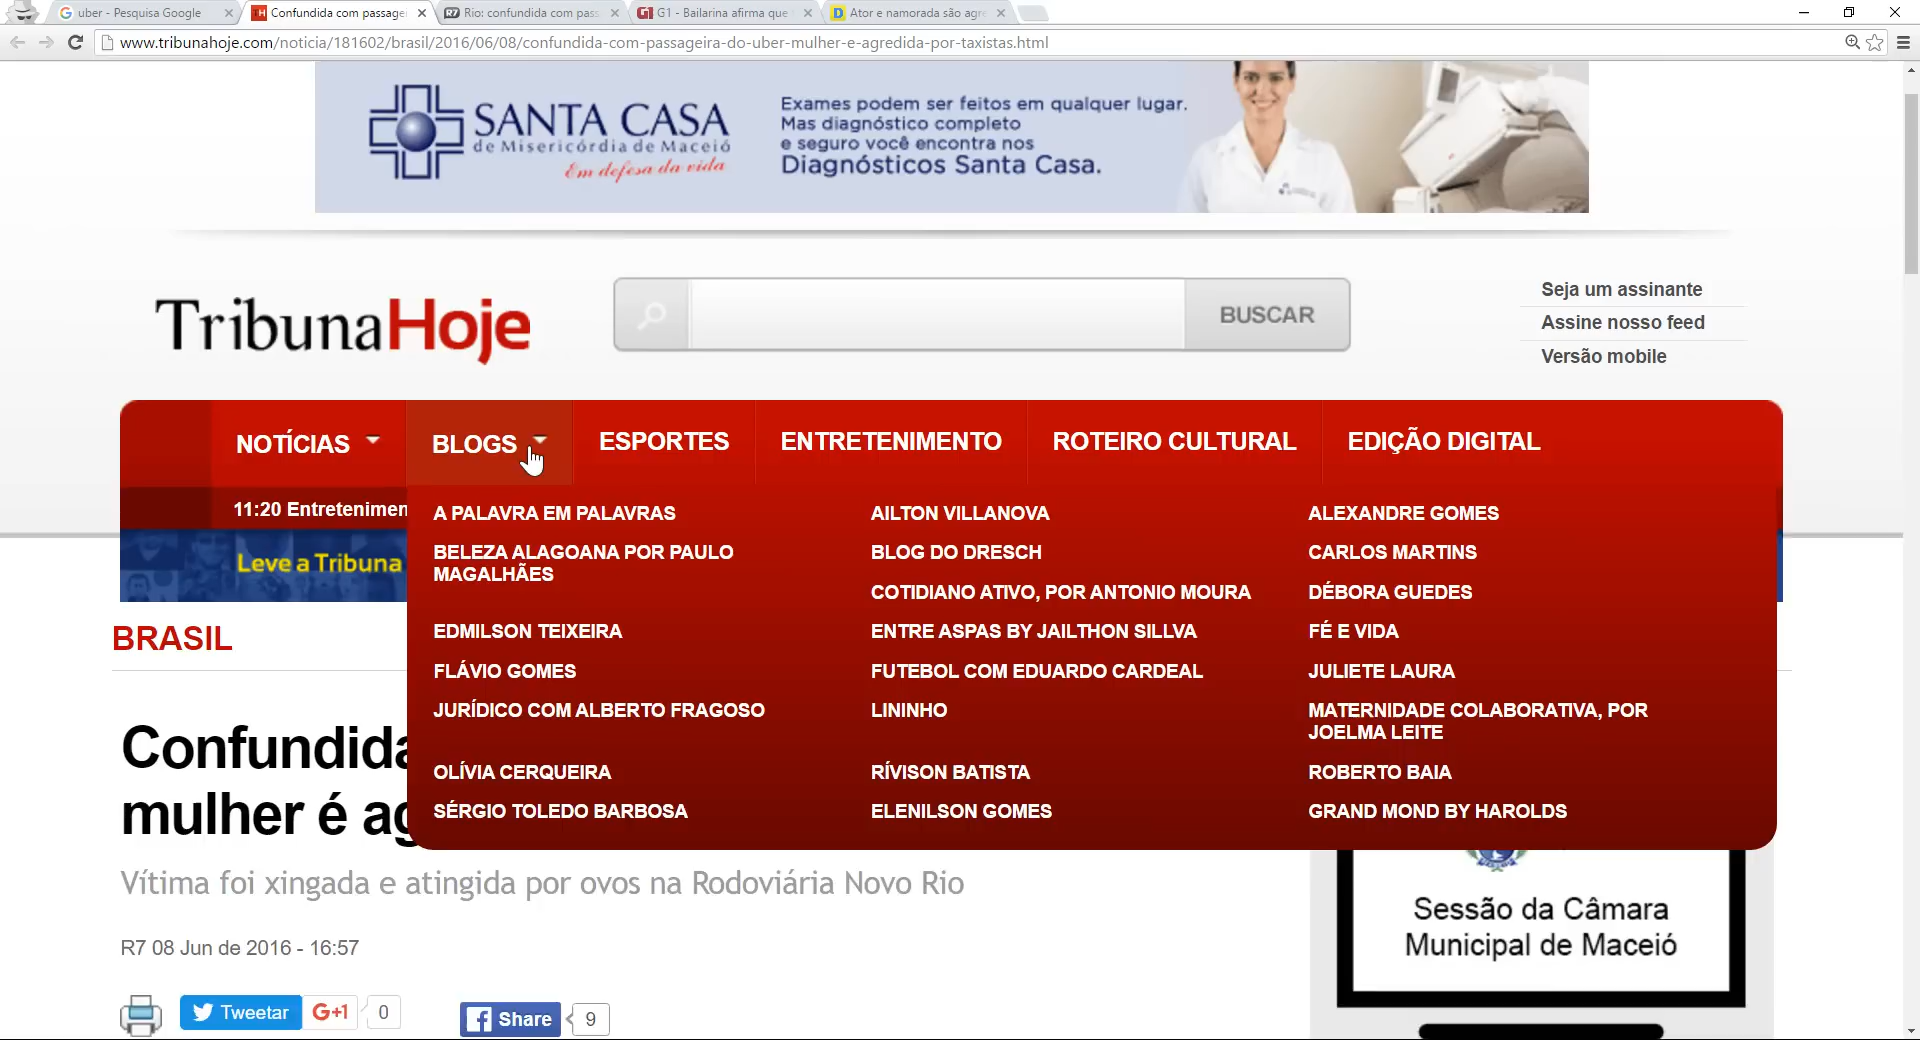 uber - Pesquisa Google
Confundida com passagei
Rio: confundida com pass
G1 - Bailarina afirma que
Ator e namorada são agre
www.tribunahoje.com/noticia/181602/brasil/2016/06/08/confundida-com-passageira-do-uber-mulher-e-agredida-por-taxistas.html
SANTA CASA
de Misericórdia de Maceió
Em defesa da vida
Exames podem ser feitos em qualquer lugar.
Mas diagnóstico completo
e seguro você encontra nos
Diagnósticos Santa Casa.
TribunaHoje
BUSCAR
Seja um assinante
Assine nosso feed
Versão mobile
NOTÍCIAS BLOGS ESPORTES ENTRETENIMENTO ROTEIRO CULTURAL EDIÇÃO DIGITAL
11:20 Entretenimen
Leve a Tribuna
A PALAVRA EM PALAVRAS
AILTON VILLANOVA
ALEXANDRE GOMES
BELEZA ALAGOANA POR PAULO
MAGALHÃES
BLOG DO DRESCH
CARLOS MARTINS
COTIDIANO ATIVO, POR ANTONIO MOURA
DÉBORA GUEDES
EDMILSON TEIXEIRA
ENTRE ASPAS BY JAILTHON SILLVA
FÉ E VIDA
FLÁVIO GOMES
FUTEBOL COM EDUARDO CARDEAL
JULIETE LAURA
JURÍDICO COM ALBERTO FRAGOSO
LININHO
MATERNIDADE COLABORATIVA, POR
JOELMA LEITE
OLÍVIA CERQUEIRA
RÍVISON BATISTA
ROBERTO BAIA
SÉRGIO TOLEDO BARBOSA
ELENILSON GOMES
GRAND MOND BY HAROLDS
BRASIL
Confundida
mulher é ag
Vítima foi xingada e atingida por ovos na Rodoviária Novo Rio
R7 08 Jun de 2016 - 16:57
Tweetar
G+1
0
Share
9
Sessão da Câmara
Municipal de Maceió